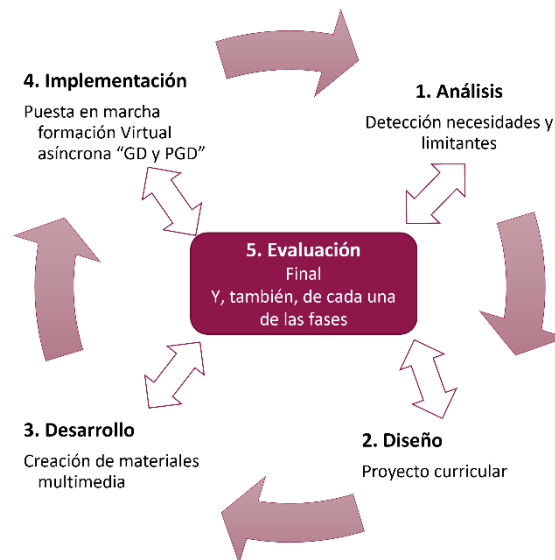 4. Implementación
Puesta en marcha
formación Virtual
asíncrona “GD y PGD”
1. Análisis
Detección necesidades y
limitantes
5. Evaluación
Final
Y, también, de cada una
de las fases
3. Desarrollo
Creación de materiales
multimedia
2. Diseño
Proyecto curricular